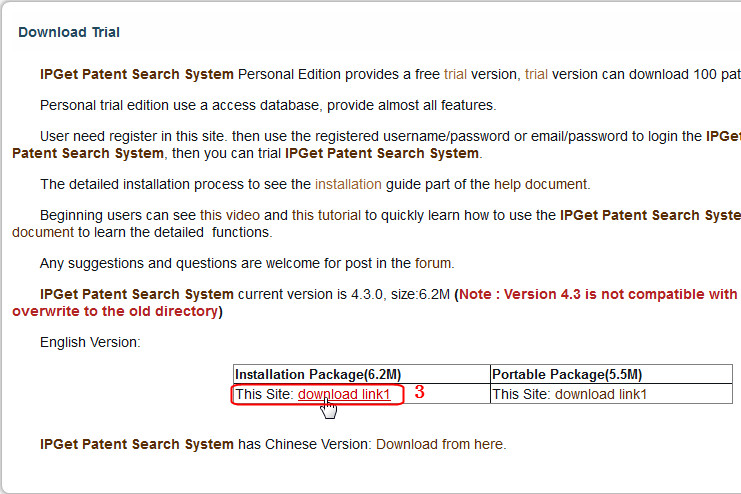 Download Trial
IPGet Patent Search System Personal Edition provides a free trial version, trial version can download 100
Personal trial edition use a access database, provide almost all features.
User need register in this site. then use the registered username/password or email/password to login the
Patent Search System, then you can trial IPGet Patent Search System.
The detailed installation process to see the installation guide part of the help document.
Beginning users can see this video and this tutorial to quickly learn how to use the IPGet Patent Search
document to learn the detailed functions.
Any suggestions and questions are welcome for post in the forum.
IPGet Patent Search System current version is 4.3.0, size:6.2M (Note : Version 4.3 is not compatible with
overwrite to the old directory)
English Version:
Installation Package(6.2M) Portable Package(5.5M)
This Site: download link1 3 This Site: download link1
IPGet Patent Search System has Chinese Version: Download from here.